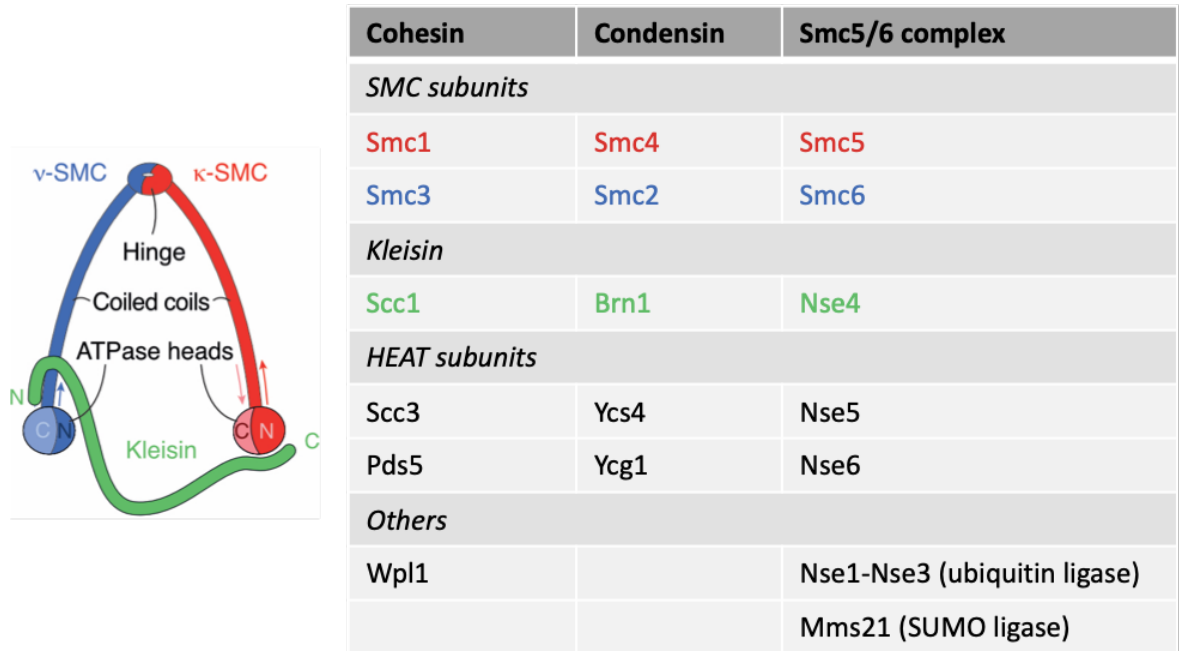 ν-SMC κ-SMC
Hinge
Coiled coils
ATPase heads
N
C N
C N
Kleisin
C
Cohesin Condensin Smc5/6 complex
SMC subunits
Smc1 Smc4 Smc5
Smc3 Smc2 Smc6
Kleisin
Scc1 Brn1 Nse4
HEAT subunits
Scc3 Ycs4 Nse5
Pds5 Ycg1 Nse6
Others
Wpl1 Nse1-Nse3 (ubiquitin ligase)
Mms21 (SUMO ligase)